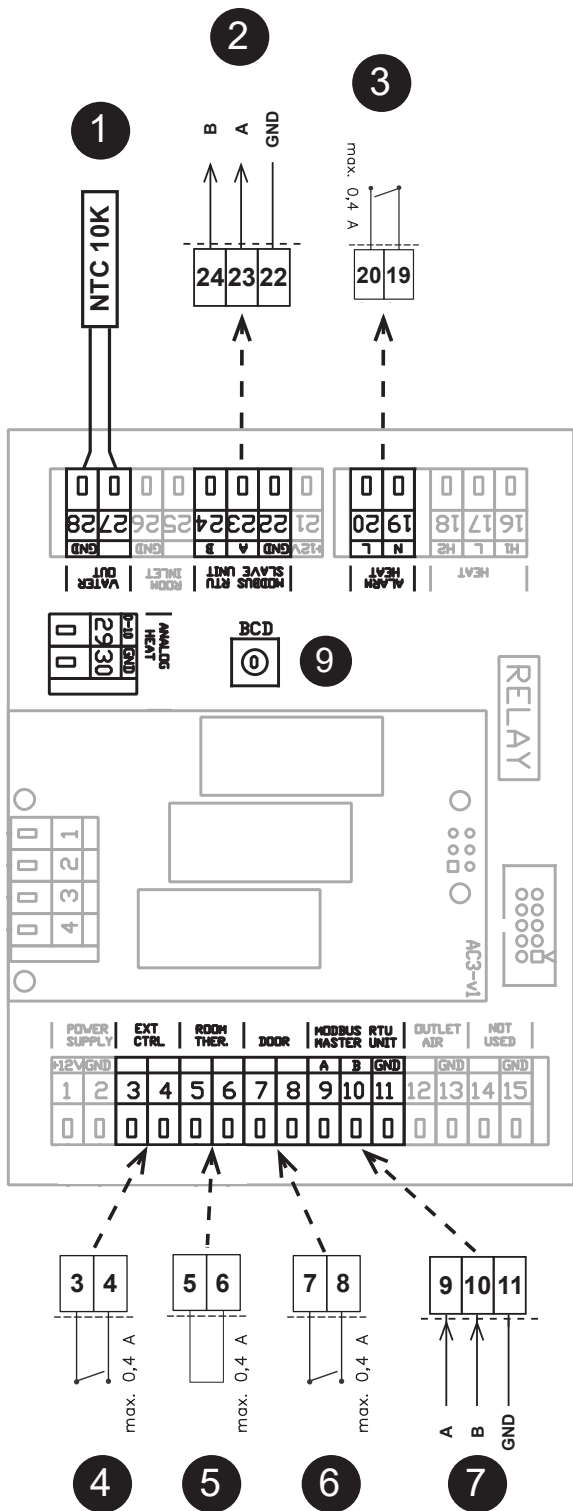 2
3
1
B
A
GND
max. 0,4 A
NTC 10K
24 23 22
20 19
28 27 26 25 24 23 22 21
20 19 18 17 16
GND GND B A GND +12V
L N H2 L H1
WATER OUT
ROOM INLET
MODBUS RTU SLAVE UNIT
ALARM HEAT
HEAT
29 0-10
30 GND
ANALOG HEAT
BCD
0
9
RELAY
1
2
3
4
AC3-v1
POWER SUPPLY
EXT CTRL
ROOM THER.
DOOR
MODBUS RTU MASTER UNIT
OUTLET AIR
NOT USED
+12V GND A B GND GND GND
1 2 3 4 5 6 7 8 9 10 11 12 13 14 15
3 4
5 6
7 8
9 10 11
max. 0,4 A
max. 0,4 A
max. 0,4 A
A
B
GND
4
5
6
7